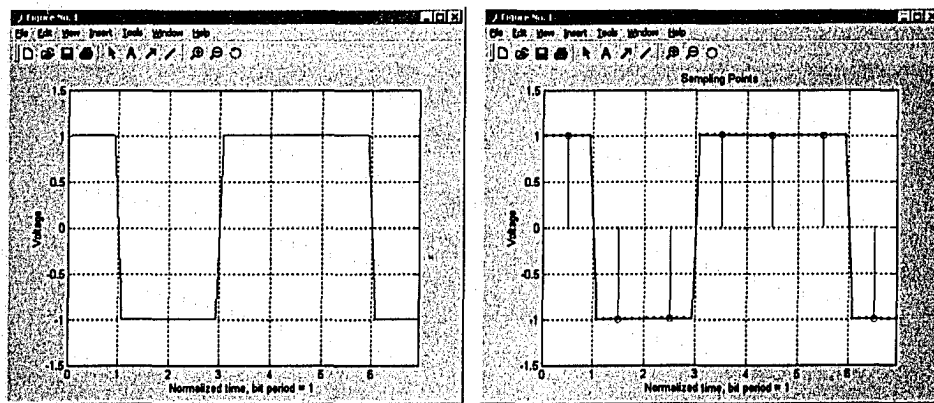 Figure No. 1
File Edit View Insert Tools Window Help
1.5
1
0.5
0
-0.5
-1
-1.5
Voltage
0 1 2 3 4 5 6
Normalized time, bit period = 1
Figure No. 1
File Edit View Insert Tools Window Help
Sampling Points
1.5
1
0.5
0
-0.5
-1
-1.5
Voltage
0 1 2 3 4 5 6
Normalized time, bit period = 1